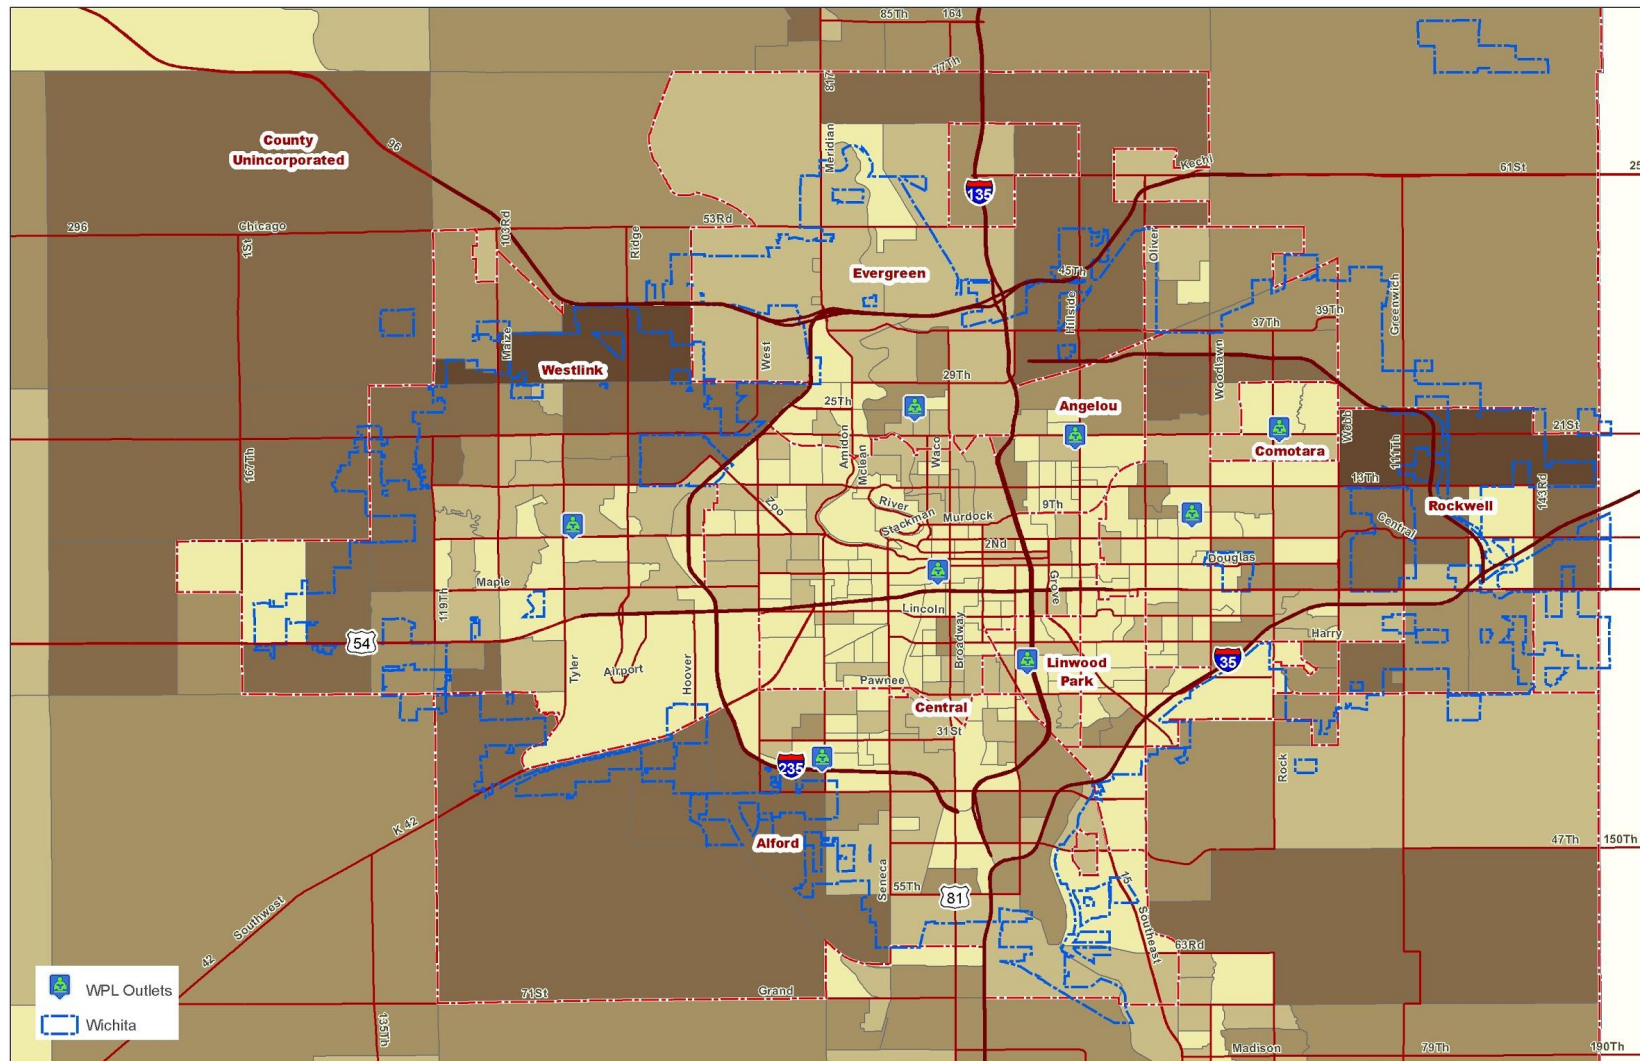 85Th
164
77Th
817
County
Unincorporated
96
Meridian
135
Kechi
61St
25
296
Chicago
1St
103Rd
Ridge
53Rd
Evergreen
45Th
Oliver
Hillside
Greenwich
39Th
37Th
Maize
Westlink
West
29Th
Woodlawn
25Th
Angelou
Amidon
Mclean
Waco
Webb
111Th
21St
Comotara
167Th
13Th
143Rd
Zoo
River
Stackman
Murdock
9Th
Rockwell
Central
2Nd
Douglas
Maple
119Th
Grove
Lincoln
Broadway
54
Harry
35
Tyler
Airport
Hoover
Linwood
Park
Pawnee
Central
31St
235
Rock
K 42
Alford
47Th
150Th
Seneca
55Th
81
15
Southeast
Southwest
42
63Rd
WPL Outlets
Wichita
71St
Grand
135Th
Madison
79Th
190Th